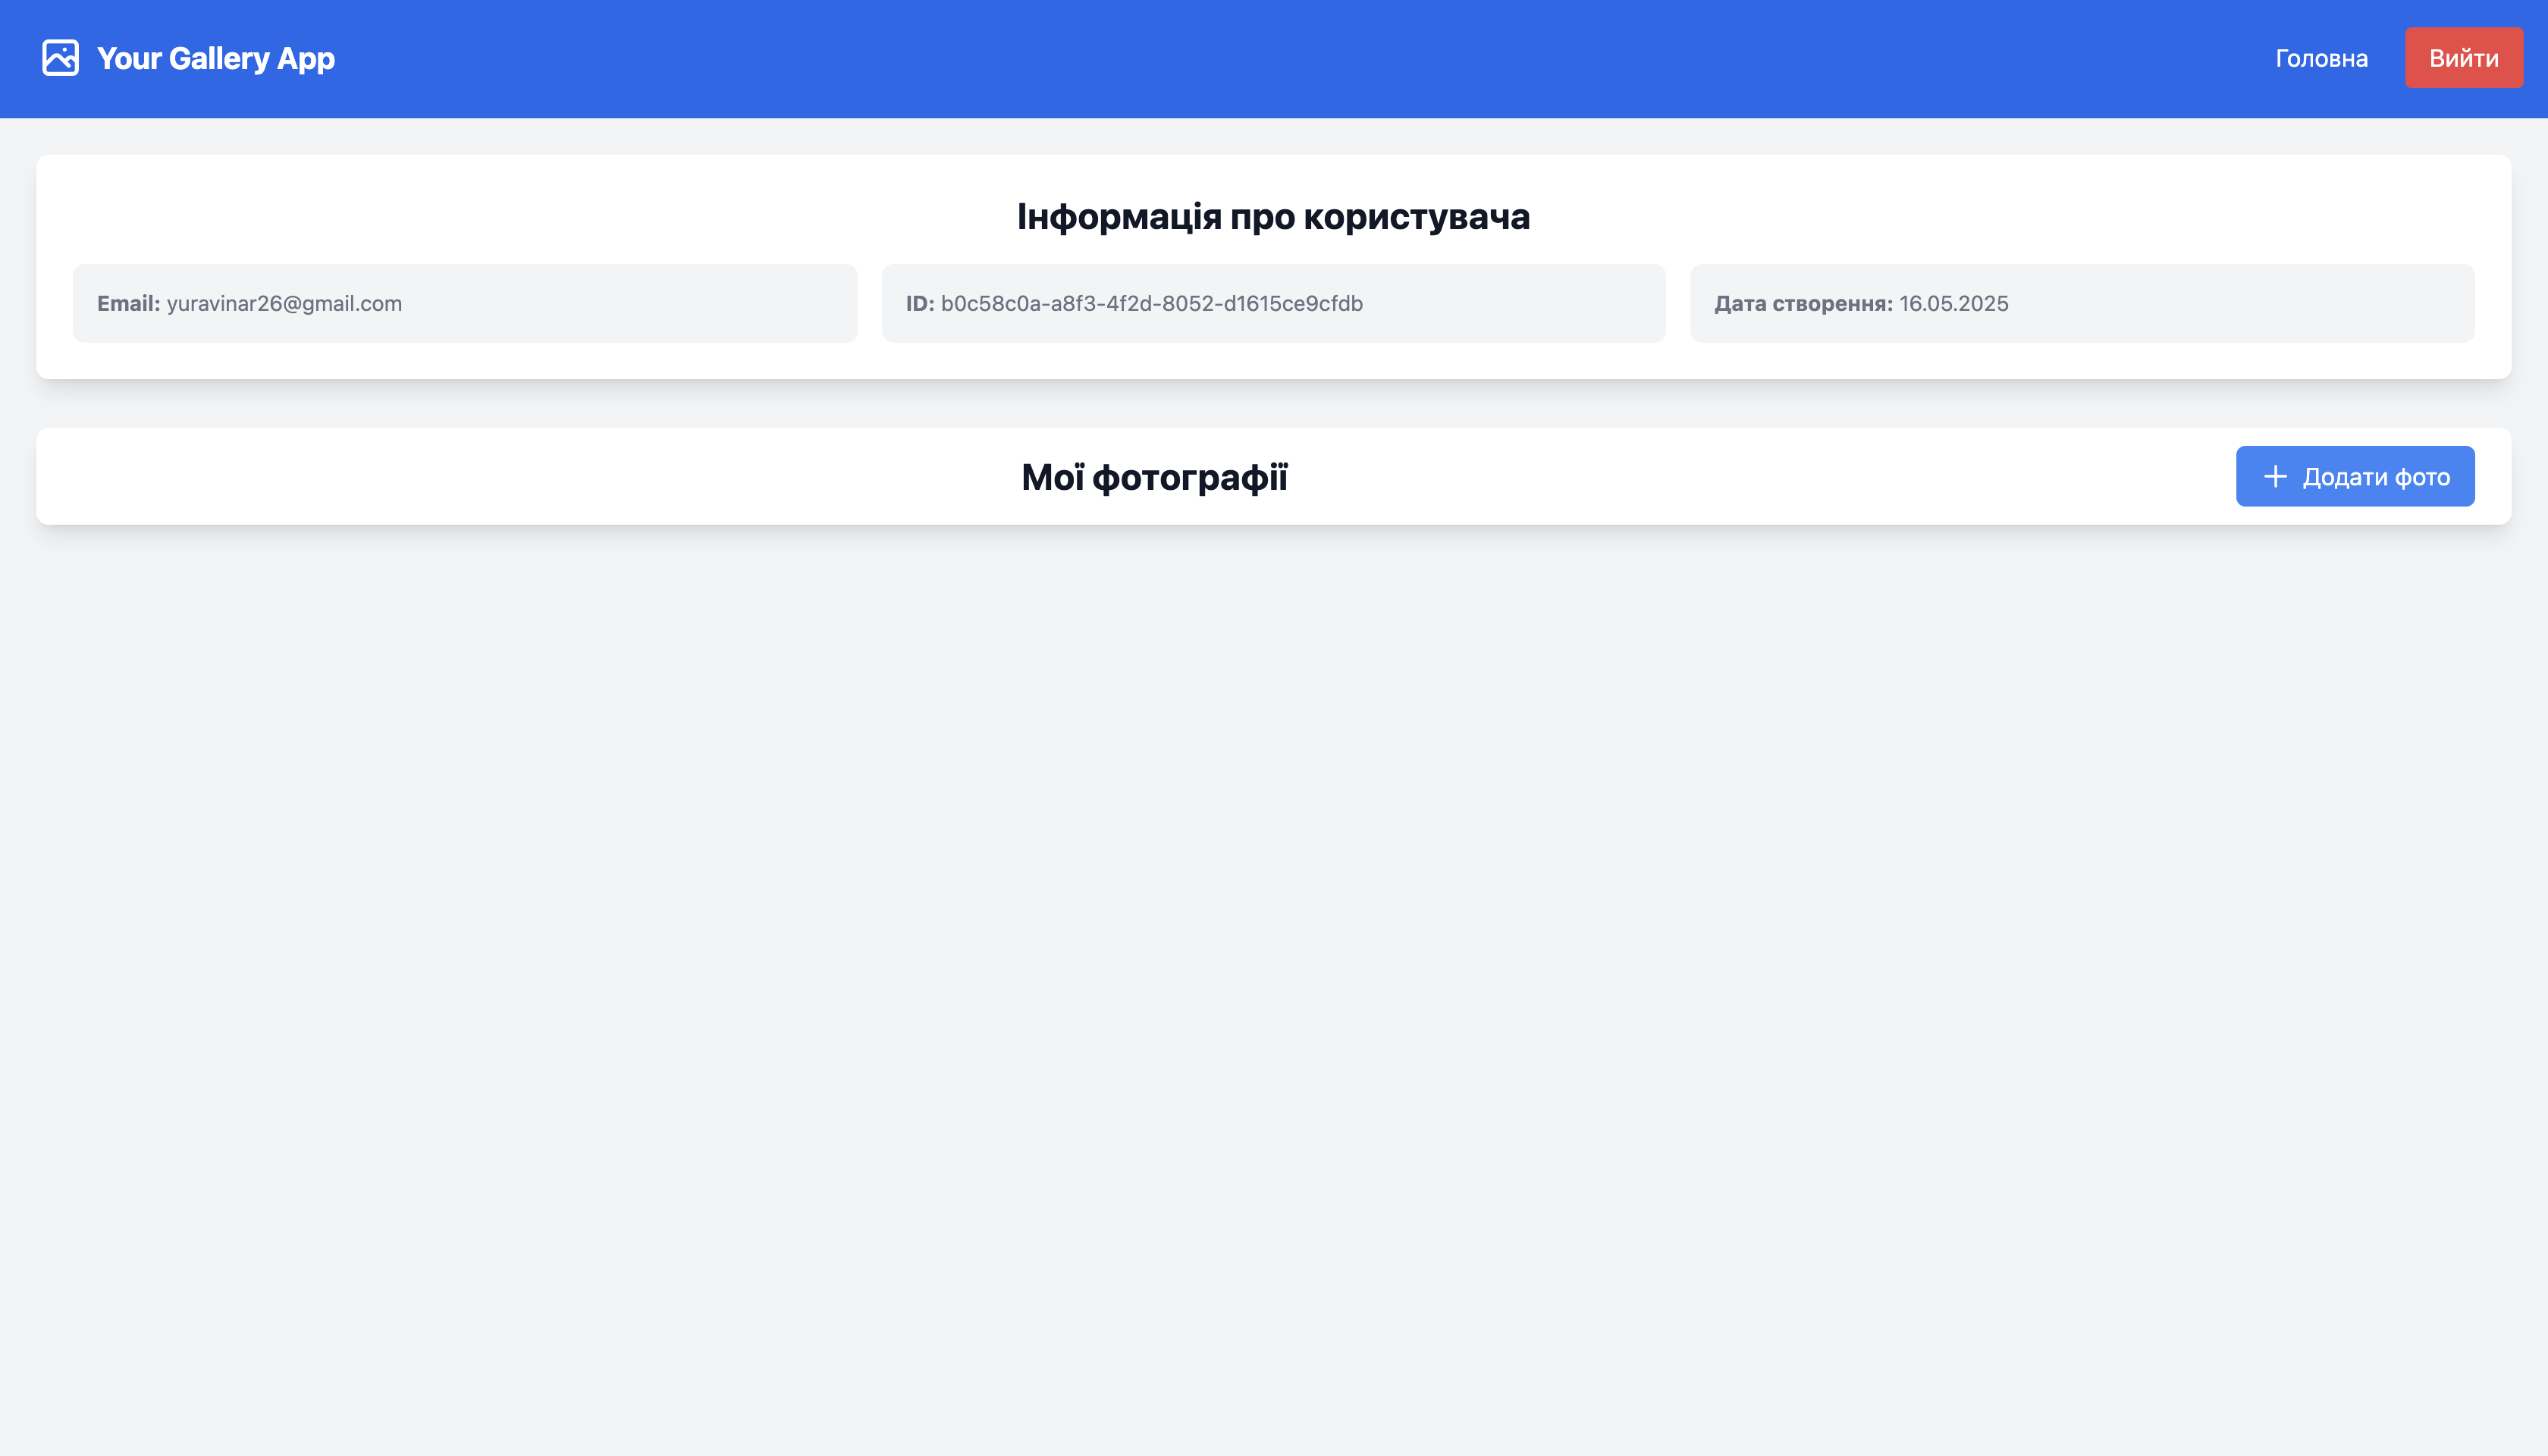 Your Gallery App
Головна
Вийти
Інформація про користувача
Email: yuravinar26@gmail.com
ID: b0c58c0a-a8f3-4f2d-8052-d1615ce9cfdb
Дата створення: 16.05.2025
Мої фотографії
Додати фото